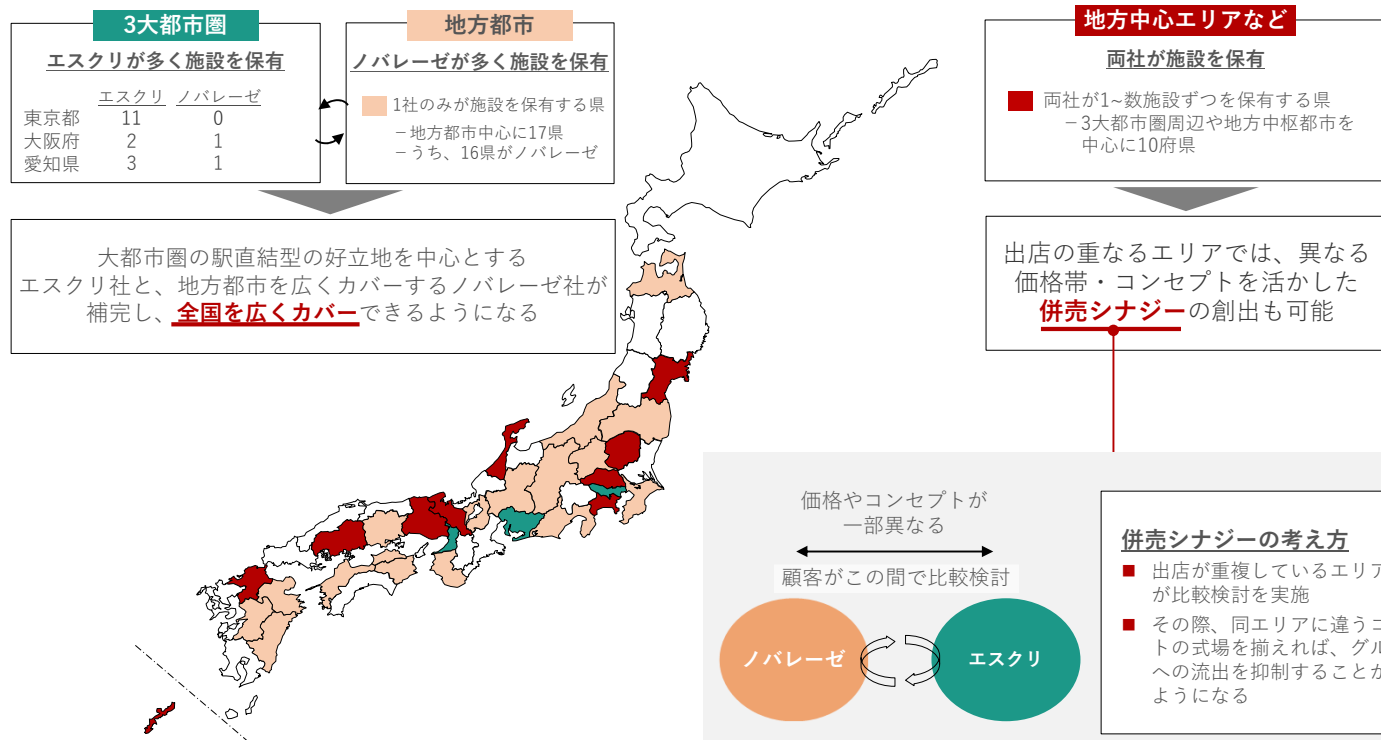 3大都市圏
エスクリが多く施設を保有
エスクリ ノバレーゼ
東京都 11 0
大阪府 2 1
愛知県 3 1
地方都市
ノバレーゼが多く施設を保有
1社のみが施設を保有する県
−地方都市中心に17県
−うち、16県がノバレーゼ
大都市圏の駅直結型の好立地を中心とする
エスクリ社と、地方都市を広くカバーするノバレーゼ社が
補完し、全国を広くカバーできるようになる
地方中心エリアなど
両社が施設を保有
両社が1~数施設ずつを保有する県
−3大都市圏周辺や地方中枢都市を
中心に10府県
出店の重なるエリアでは、異なる
価格帯・コンセプトを活かした
併売シナジーの創出も可能
価格やコンセプトが
一部異なる
顧客がこの間で比較検討
ノバレーゼ
エスクリ
併売シナジーの考え方
■ 出店が重複しているエリア
が比較検討を実施
■ その際、同エリアに違うコ
トの式場を揃えれば、グル
への流出を抑制することか
ようになる